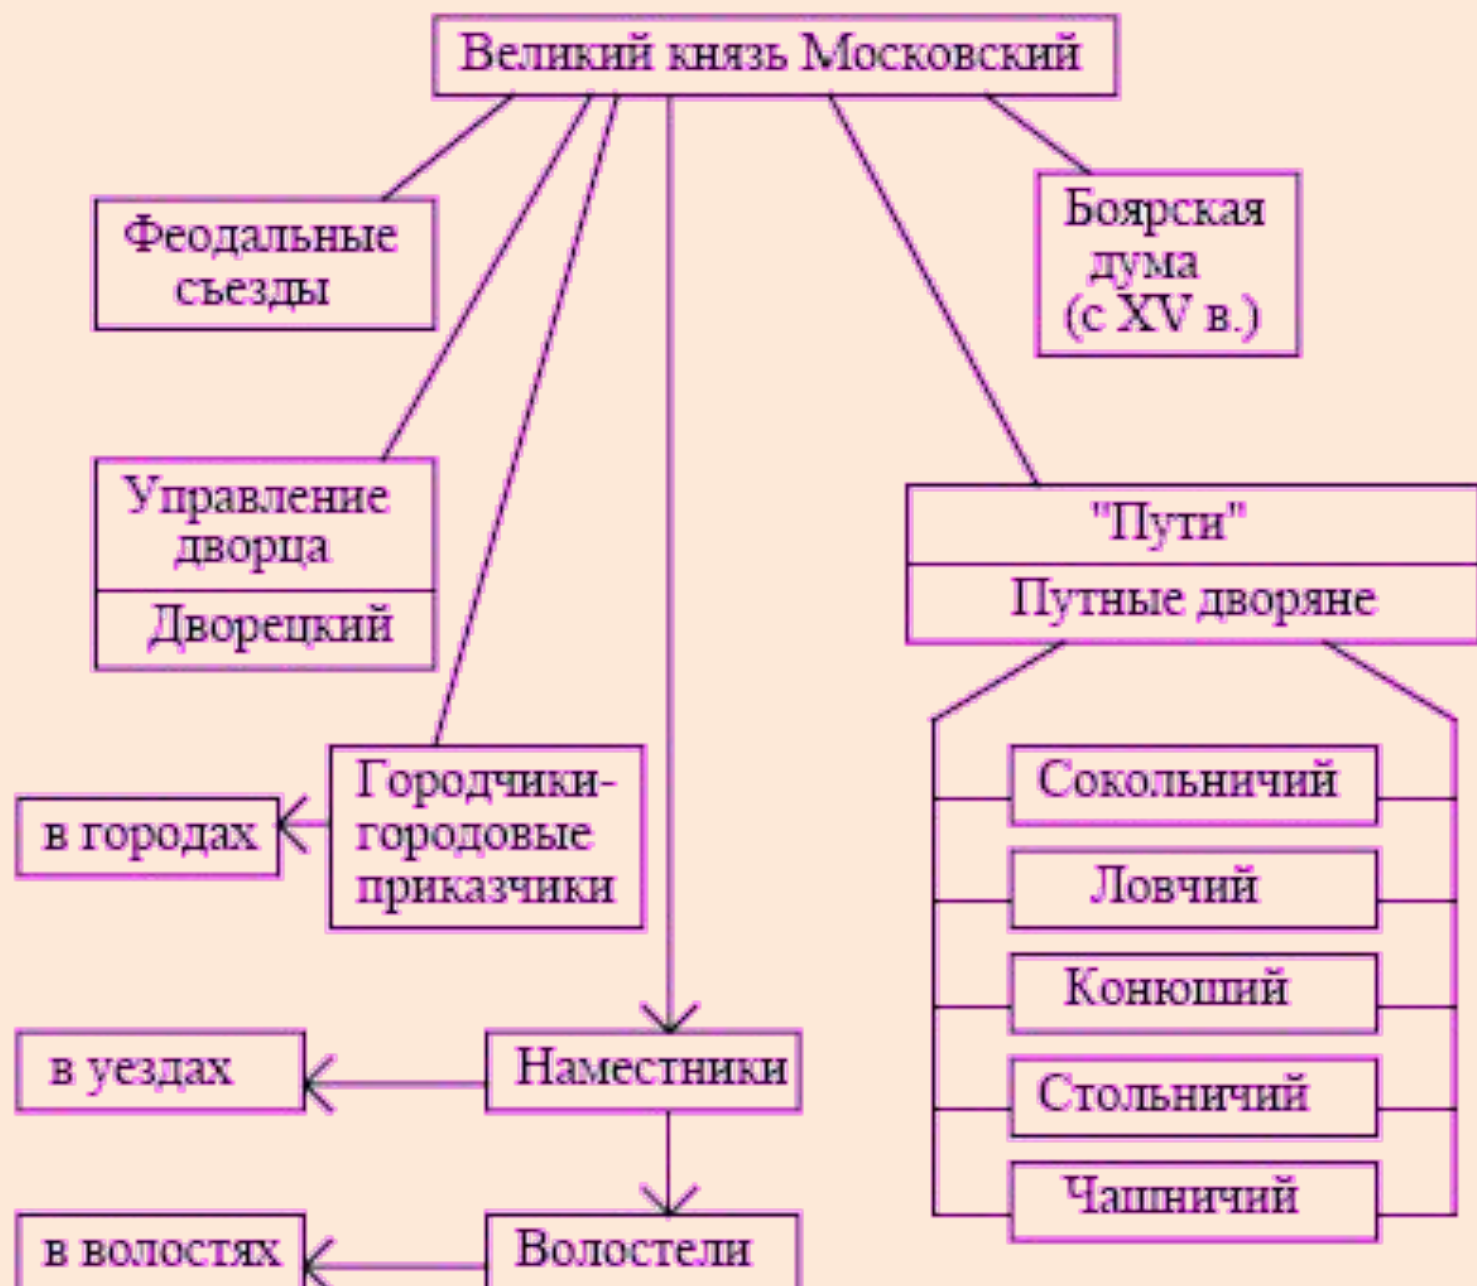 Великий князь Московский
Феодальные
съезды
Боярская
дума
(с XV в.)
Управление
дворца
Дворецкий
"Пути"
Путные дворяне
Городчики-
городовые
приказчики
в городах
Сокольничий
Ловчий
Конюший
Стольничий
Чашничий
Наместники
в уездах
Волостели
в волостях